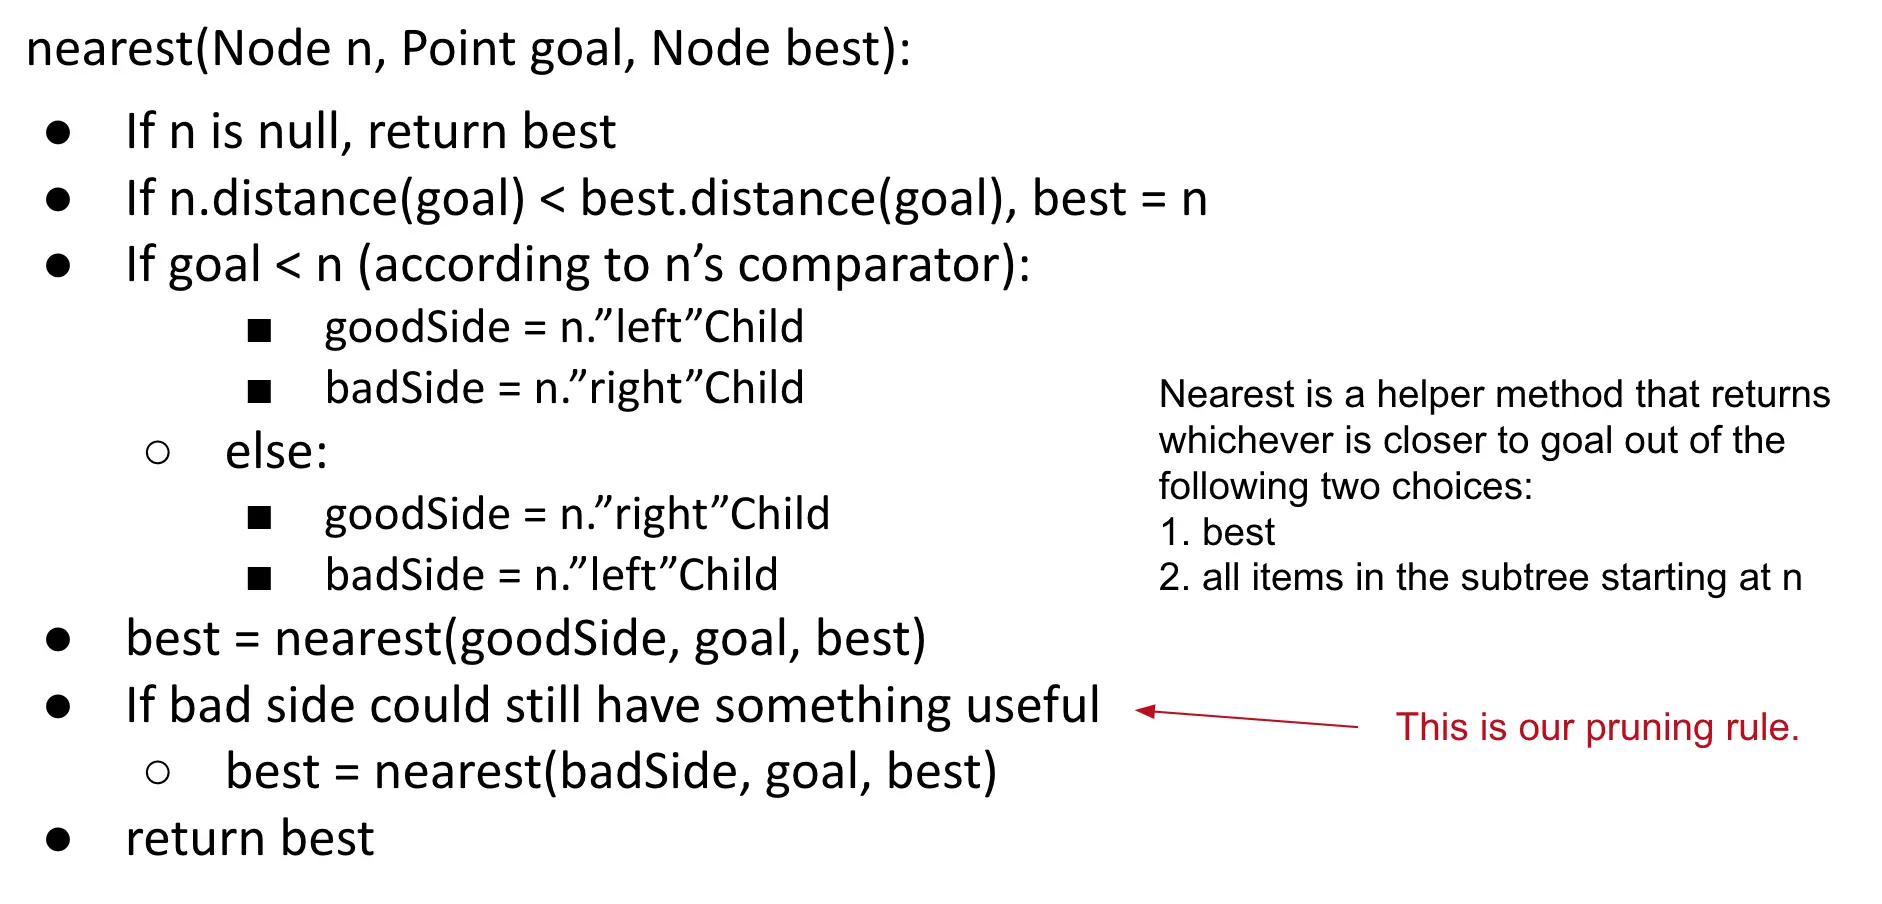 nearest(Node n, Point goal, Node best):
● If n is null, return best
● If n.distance(goal) < best.distance(goal), best = n
● If goal < n (according to n’s comparator):
■ goodSide = n.”left”Child
■ badSide = n.”right”Child
○ else:
■ goodSide = n.”right”Child
■ badSide = n.”left”Child
● best = nearest(goodSide, goal, best)
● If bad side could still have something useful
○ best = nearest(badSide, goal, best)
● return best
Nearest is a helper method that returns
whichever is closer to goal out of the
following two choices:
1. best
2. all items in the subtree starting at n
This is our pruning rule.